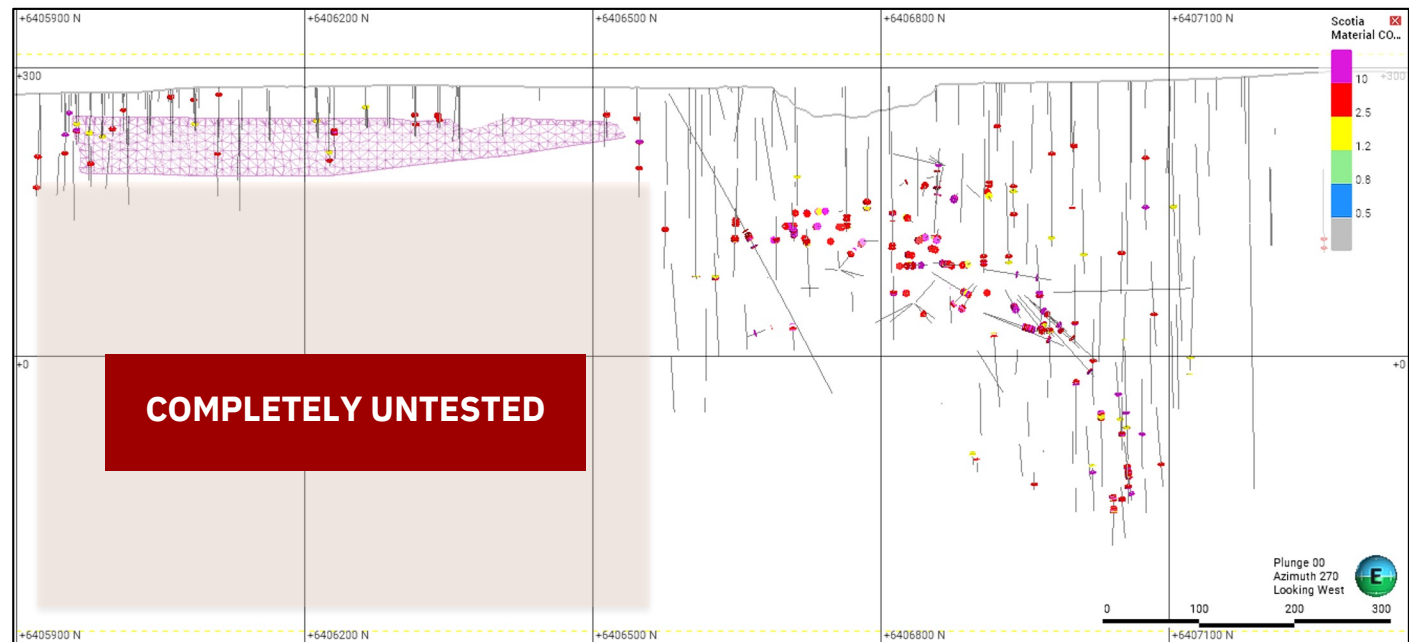 +6405900 N +6406200 N +6406500 N +6406800 N +6407100 N
Scotia
Material CO...
+300 +300
10
2.5
1.2
0.8
0.5
+0 +0
COMPLETELY UNTESTED
Plunge 00
Azimuth 270
Looking West
E
0 100 200 300
+6405900 N +6406200 N +6406500 N +6406800 N +6407100 N